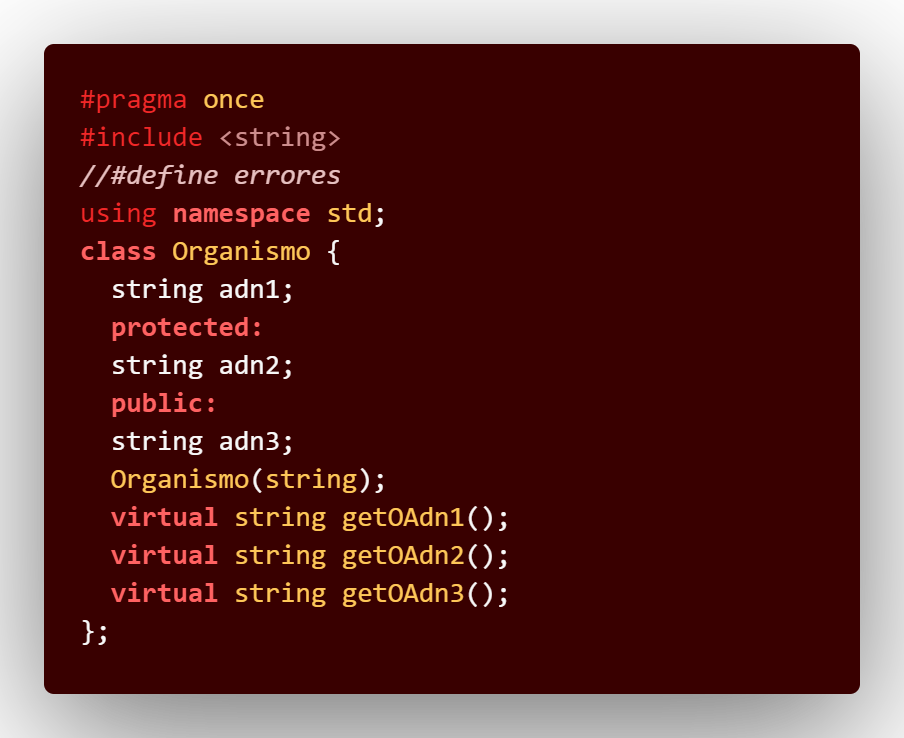 #pragma once
#include <string>
//#define errores
using namespace std;
class Organismo {
  string adn1;
  protected:
  string adn2;
  public:
  string adn3;
  Organismo(string);
  virtual string getOAdn1();
  virtual string getOAdn2();
  virtual string getOAdn3();
};